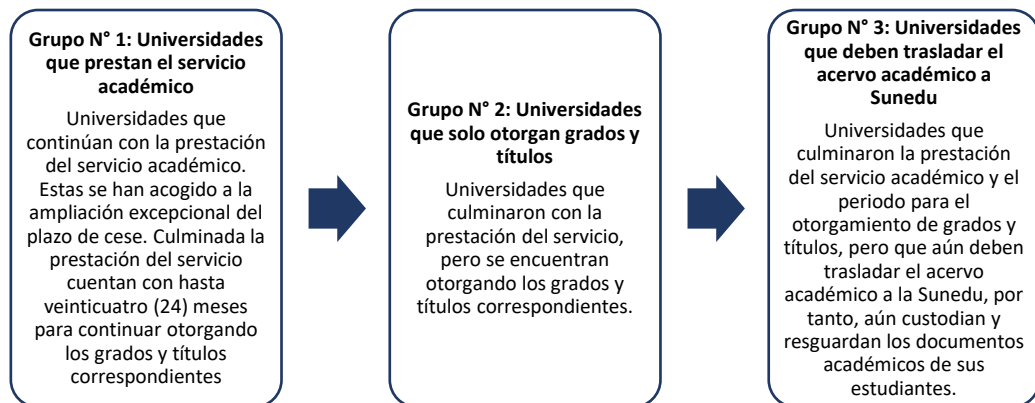 Grupo N° 1: Universidades
que prestan el servicio
académico
Universidades que
continúan con la prestación
del servicio académico.
Estas se han acogido a la
ampliación excepcional del
plazo de cese. Culminada la
prestación del servicio
cuentan con hasta
veinticuatro (24) meses
para continuar otorgando
los grados y títulos
correspondientes
Grupo N° 2: Universidades
que solo otorgan grados y
títulos
Universidades que
culminaron con la
prestación del servicio,
pero se encuentran
otorgando los grados y
títulos correspondientes.
Grupo N° 3: Universidades
que deben trasladar el
acervo académico a
Sunedu
Universidades que
culminaron la prestación
del servicio académico y el
periodo para el
otorgamiento de grados y
títulos, pero que aún deben
trasladar el acervo
académico a la Sunedu, por
tanto, aún custodian y
resguardan los documentos
académicos de sus
estudiantes.